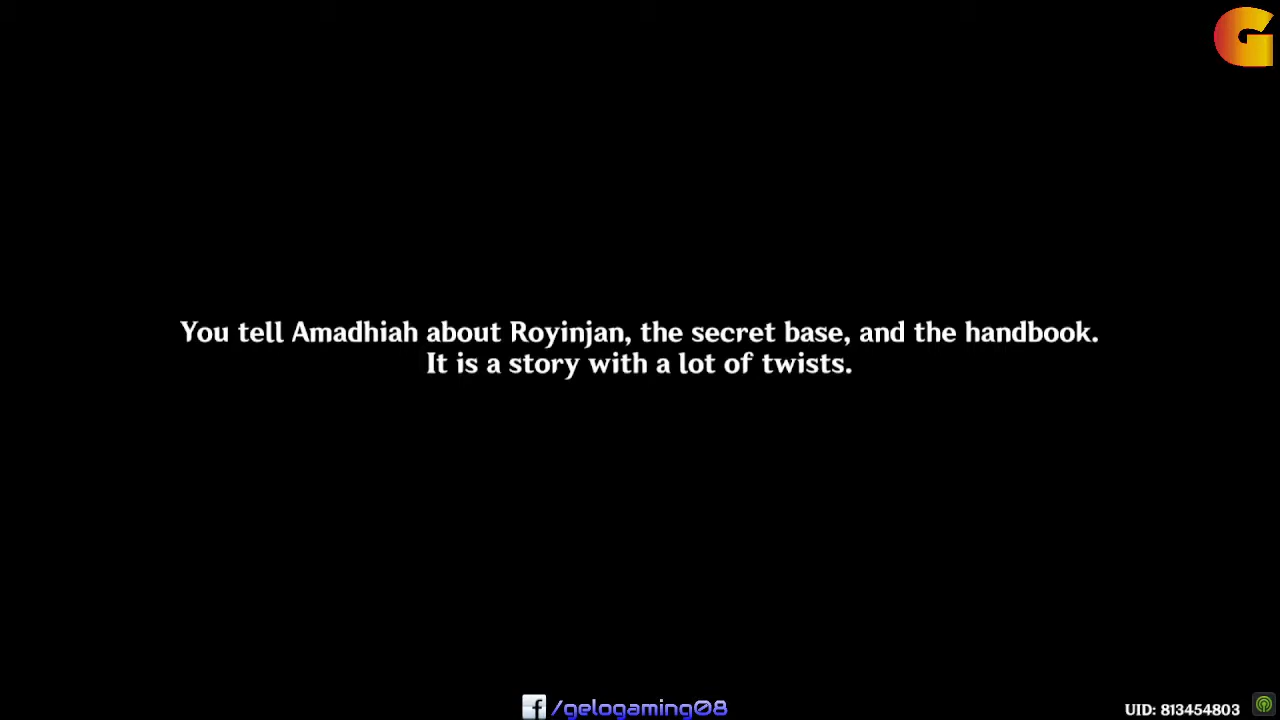 G
You tell Amadhiah about Royinjan, the secret base, and the handbook.
It is a story with a lot of twists.
f /gelogaming08
UID: 813454803